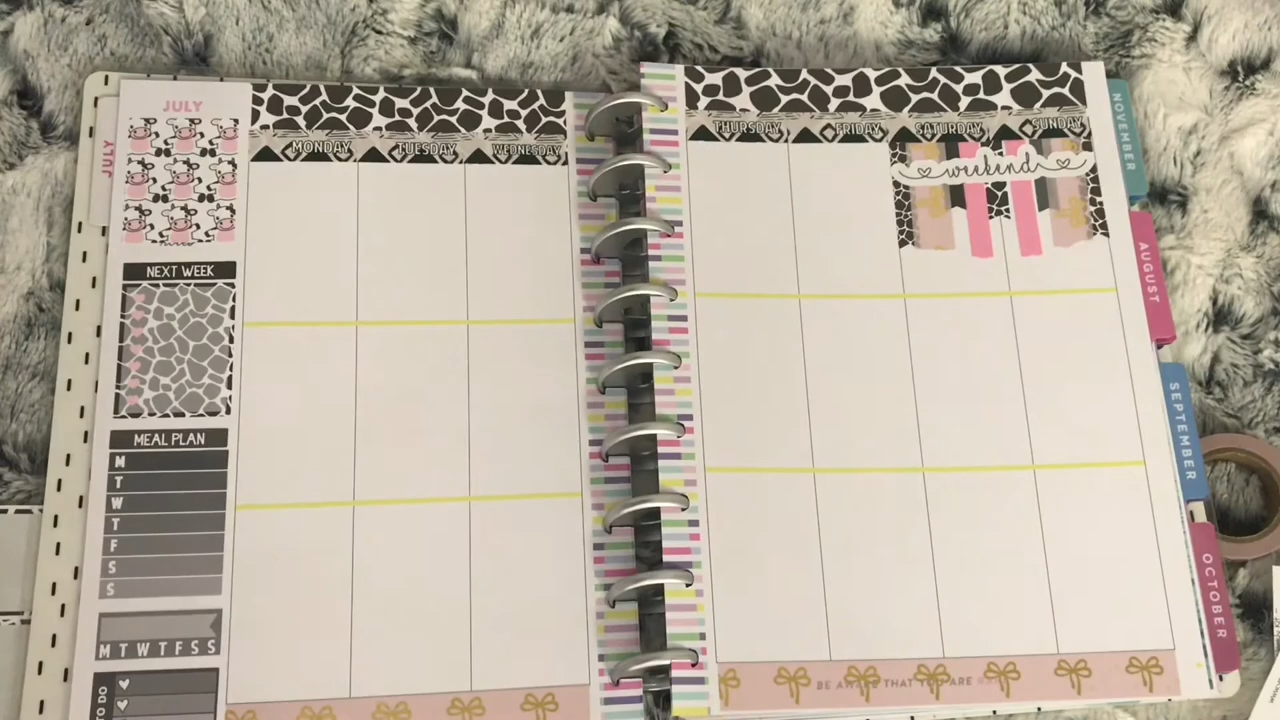 JULY
JULY
NEXT WEEK
MEAL PLAN
M
T
W
T
F
S
S
M T W T F S S
TO DO
MONDAY
TUESDAY
WEDNESDAY
THURSDAY
FRIDAY
SATURDAY
SUNDAY
weekend
THAT YOU ARE
NOVEMBER
AUGUST
SEPTEMBER
OCTOBER